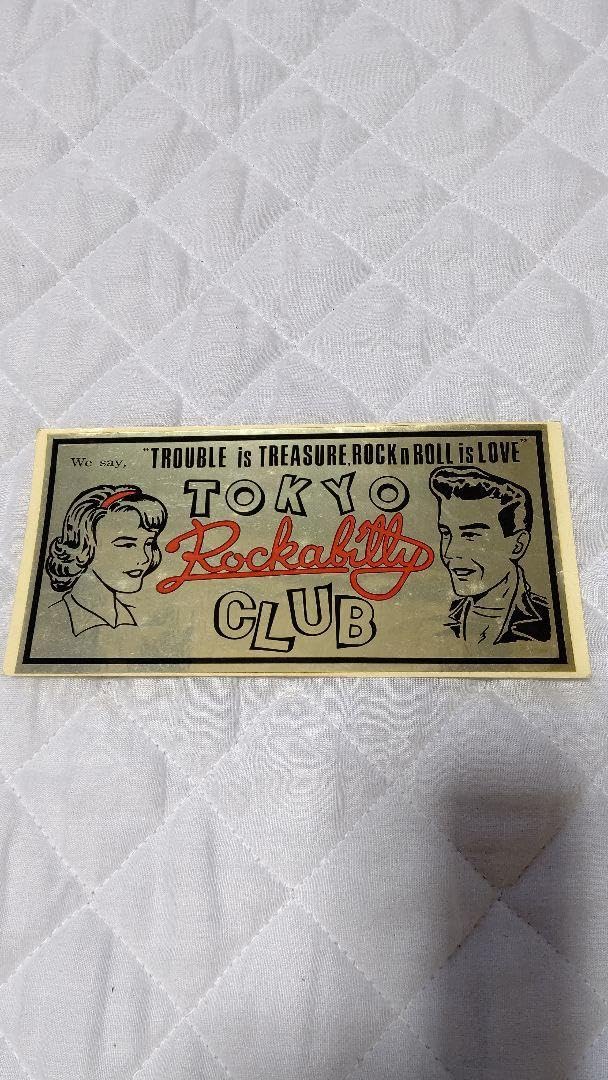 We say, "TROUBLE is TREASURE, ROCK n ROLL is LOVE"
TOKYO
Rockabilly
CLUB